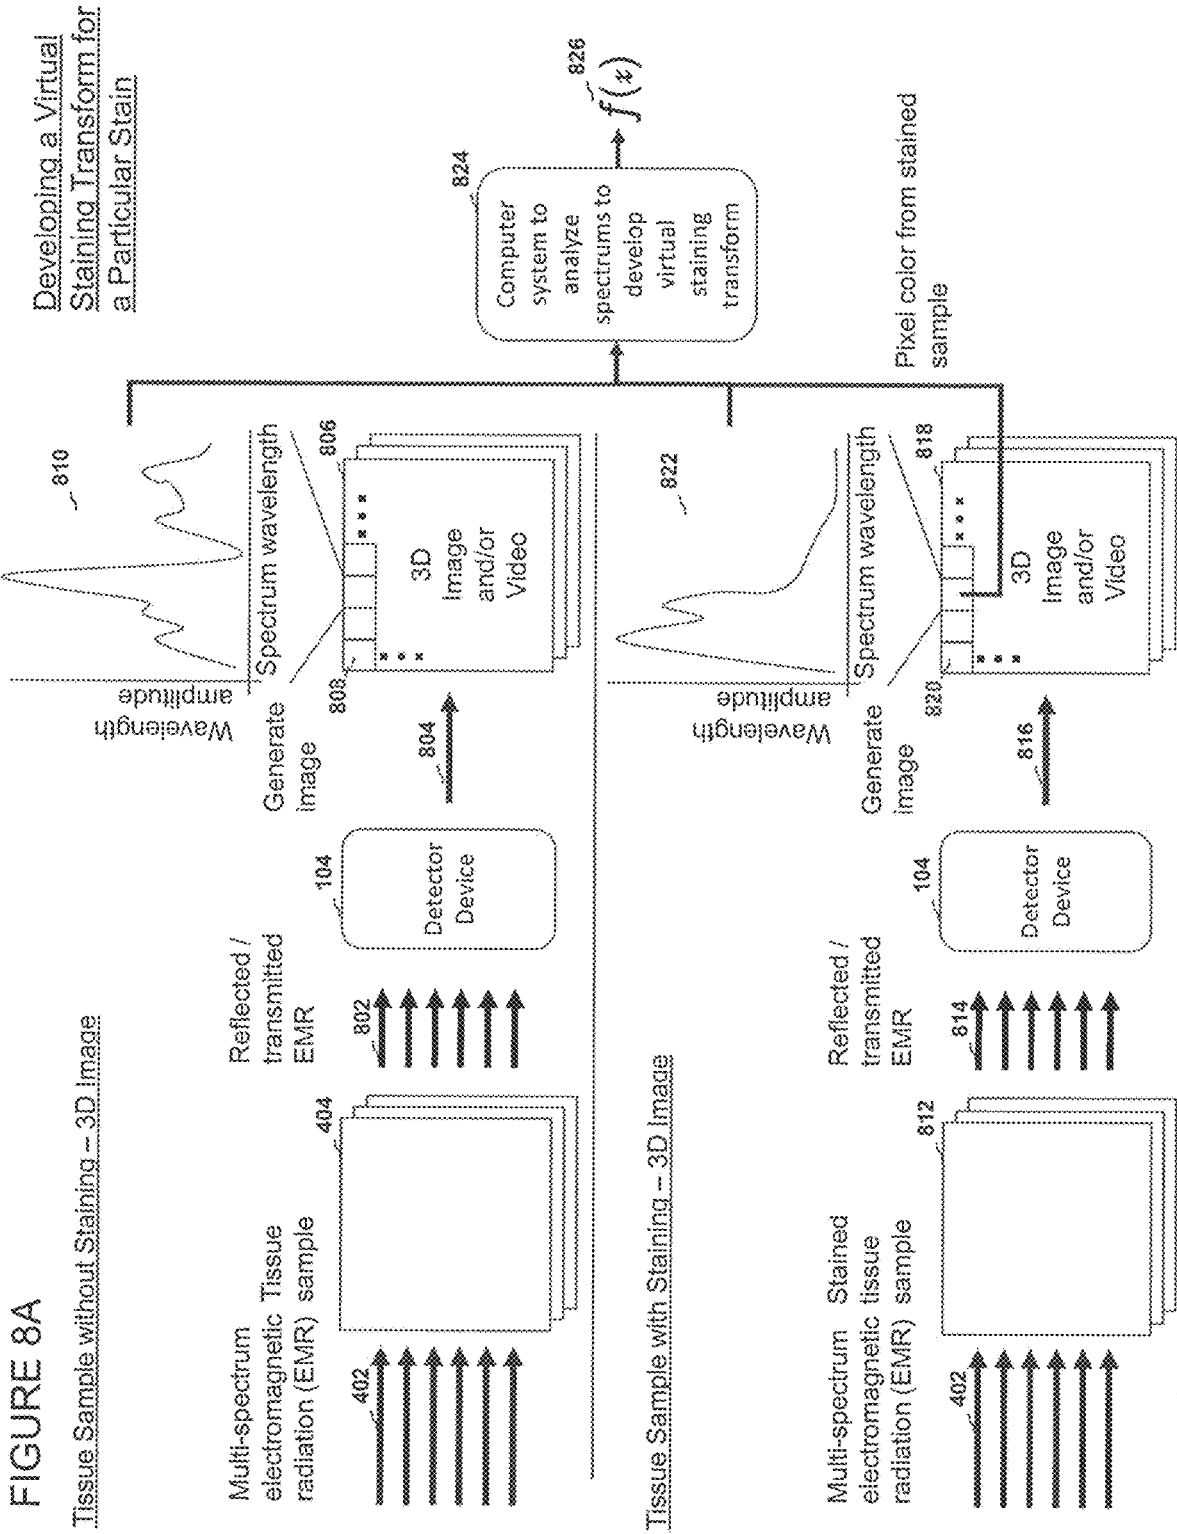 FIGURE 8A
Developing a Virtual
Staining Transform for
a Particular Stain
Tissue Sample without Staining – 3D Image
Multi-spectrum
electromagnetic
radiation (EMR)
402
Tissue
sample
404
Reflected /
transmitted
EMR
802
104
Detector
Device
Generate
image
804
Wavelength
amplitude
810
Spectrum wavelength
806
808
3D
Image
and/or
Video
Tissue Sample with Staining – 3D Image
Multi-spectrum
electromagnetic
radiation (EMR)
402
Stained
tissue
sample
812
Reflected /
transmitted
EMR
814
104
Detector
Device
Generate
image
816
Wavelength
amplitude
822
Spectrum wavelength
818
820
3D
Image
and/or
Video
Pixel color from stained
sample
824
Computer
system to
analyze
spectrums to
develop
virtual
staining
transform
826
f(x)